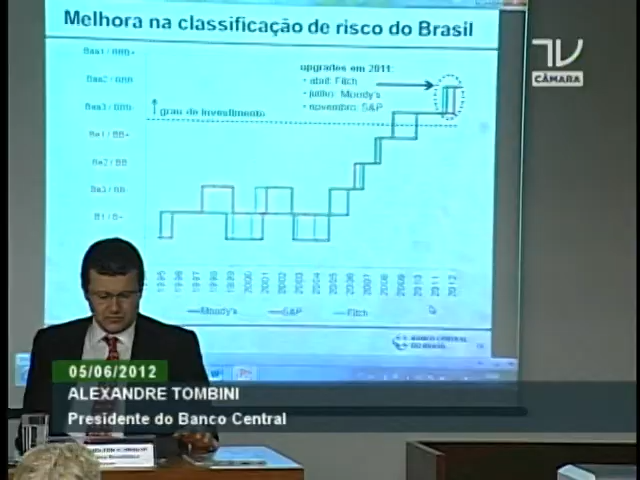 Melhora na classificação de risco do Brasil
TV
CÂMARA
Baa1 / BBB+
upgrades em 2011:
Baa2 / BBB
• abril: Fitch
• junho: Moody's
Baa3 / BBB-
• novembro: S&P
grau de investimento
Ba1 / BB+
Ba2 / BB
Ba3 / BB-
B1 / B+
1995 1996 1997 1998 1999 2000 2001 2002 2003 2004 2005 2006 2007 2008 2009 2010 2011 2012
Moody's S&P Fitch
BANCO CENTRAL
DO BRASIL
05/06/2012
ALEXANDRE TOMBINI
Presidente do Banco Central